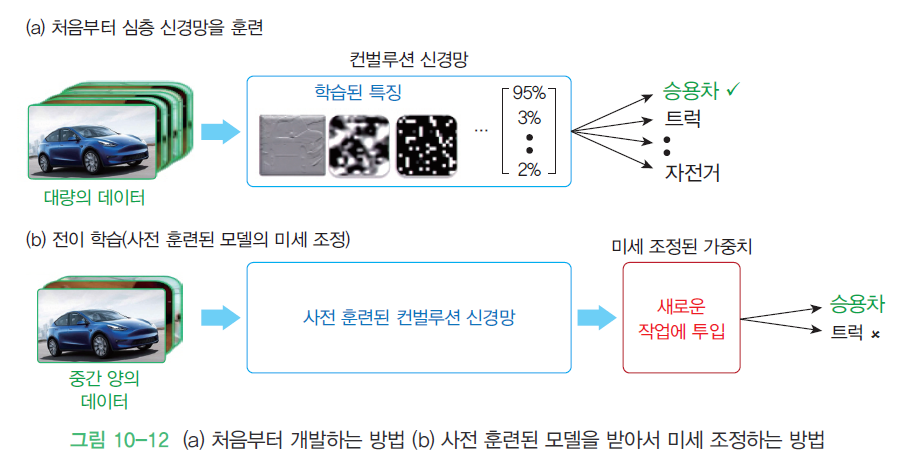 (a) 처음부터 심층 신경망을 훈련
컨벌루션 신경망
학습된 특징
...
95%
3%
2%
승용차 ✓
트럭
자전거
대량의 데이터
(b) 전이 학습(사전 훈련된 모델의 미세 조정)
미세 조정된 가중치
사전 훈련된 컨벌루션 신경망
새로운
작업에 투입
승용차
트럭 ×
중간 양의
데이터
그림 10-12 (a) 처음부터 개발하는 방법 (b) 사전 훈련된 모델을 받아서 미세 조정하는 방법